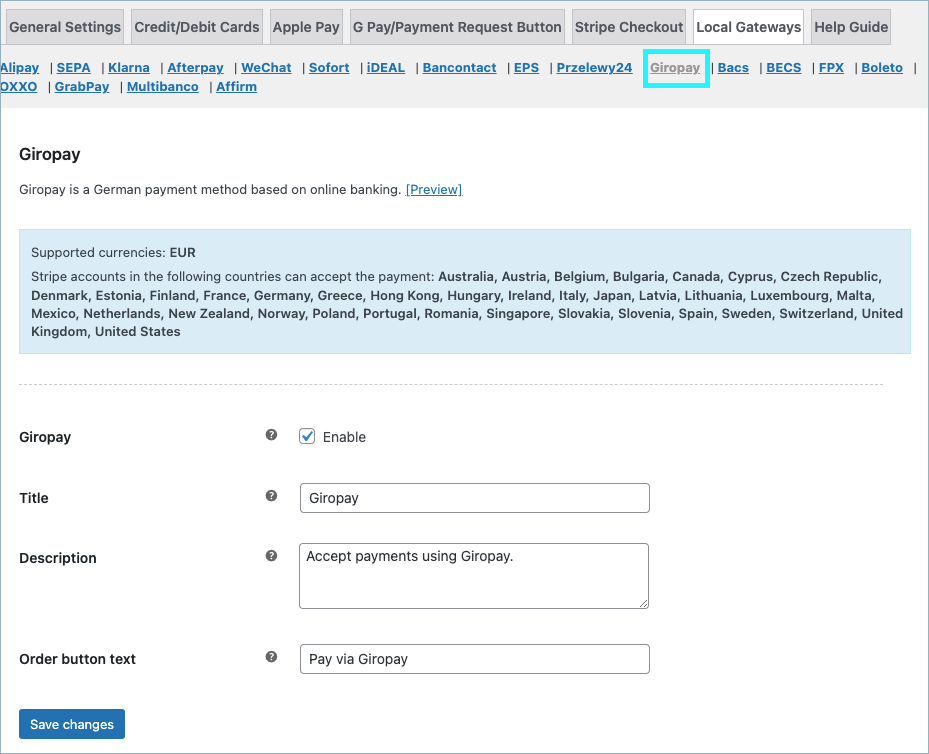 General Settings Credit/Debit Cards Apple Pay G Pay/Payment Request Button Stripe Checkout Local Gateways Help Guide
Alipay | SEPA | Klarna | Afterpay | WeChat | Sofort | iDEAL | Bancontact | EPS | Przelewy24 Giropay | Bacs | BECS | FPX | Boleto |
OXXO | GrabPay | Multibanco | Affirm
Giropay
Giropay is a German payment method based on online banking. [Preview]
Supported currencies: EUR
Stripe accounts in the following countries can accept the payment: Australia, Austria, Belgium, Bulgaria, Canada, Cyprus, Czech Republic,
Denmark, Estonia, Finland, France, Germany, Greece, Hong Kong, Hungary, Ireland, Italy, Japan, Latvia, Lithuania, Luxembourg, Malta,
Mexico, Netherlands, New Zealand, Norway, Poland, Portugal, Romania, Singapore, Slovakia, Slovenia, Spain, Sweden, Switzerland, United
Kingdom, United States
Giropay ? Enable
Title ? Giropay
Description ? Accept payments using Giropay.
Order button text ? Pay via Giropay
Save changes